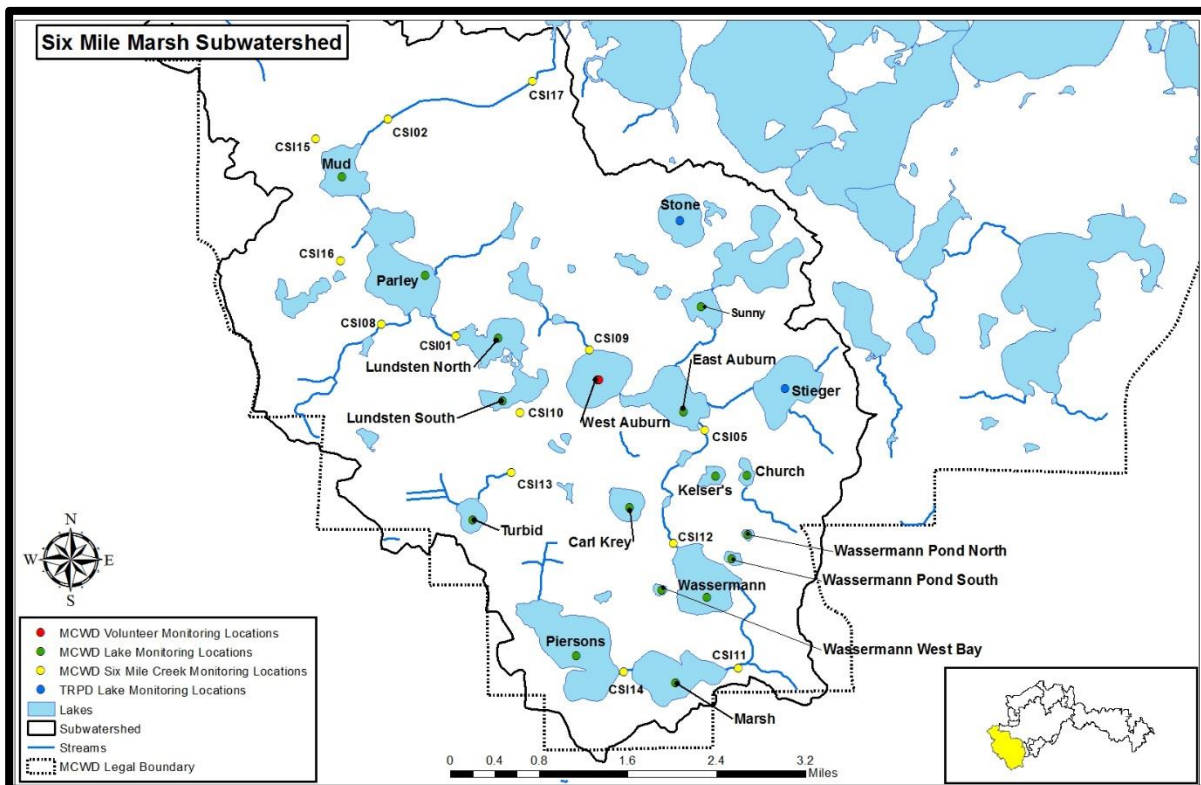 Six Mile Marsh Subwatershed
CSI17
CSI02
CSI15
Mud
Stone
CSI16
Parley
Sunny
CSI08
CSI01
CSI09
East Auburn
Lundsten North
Stieger
Lundsten South
CSI10
West Auburn
CSI05
Church
Kelser's
CSI13
Turbid
Carl Krey
CSI12
Wassermann Pond North
Wassermann Pond South
Wassermann
Wassermann West Bay
Piersons
CSI11
CSI14
Marsh
N
W E
S
MCWD Volunteer Monitoring Locations
MCWD Lake Monitoring Locations
MCWD Six Mile Creek Monitoring Locations
TRPD Lake Monitoring Locations
Lakes
Subwatershed
Streams
MCWD Legal Boundary
0 0.4 0.8 1.6 2.4 3.2
Miles